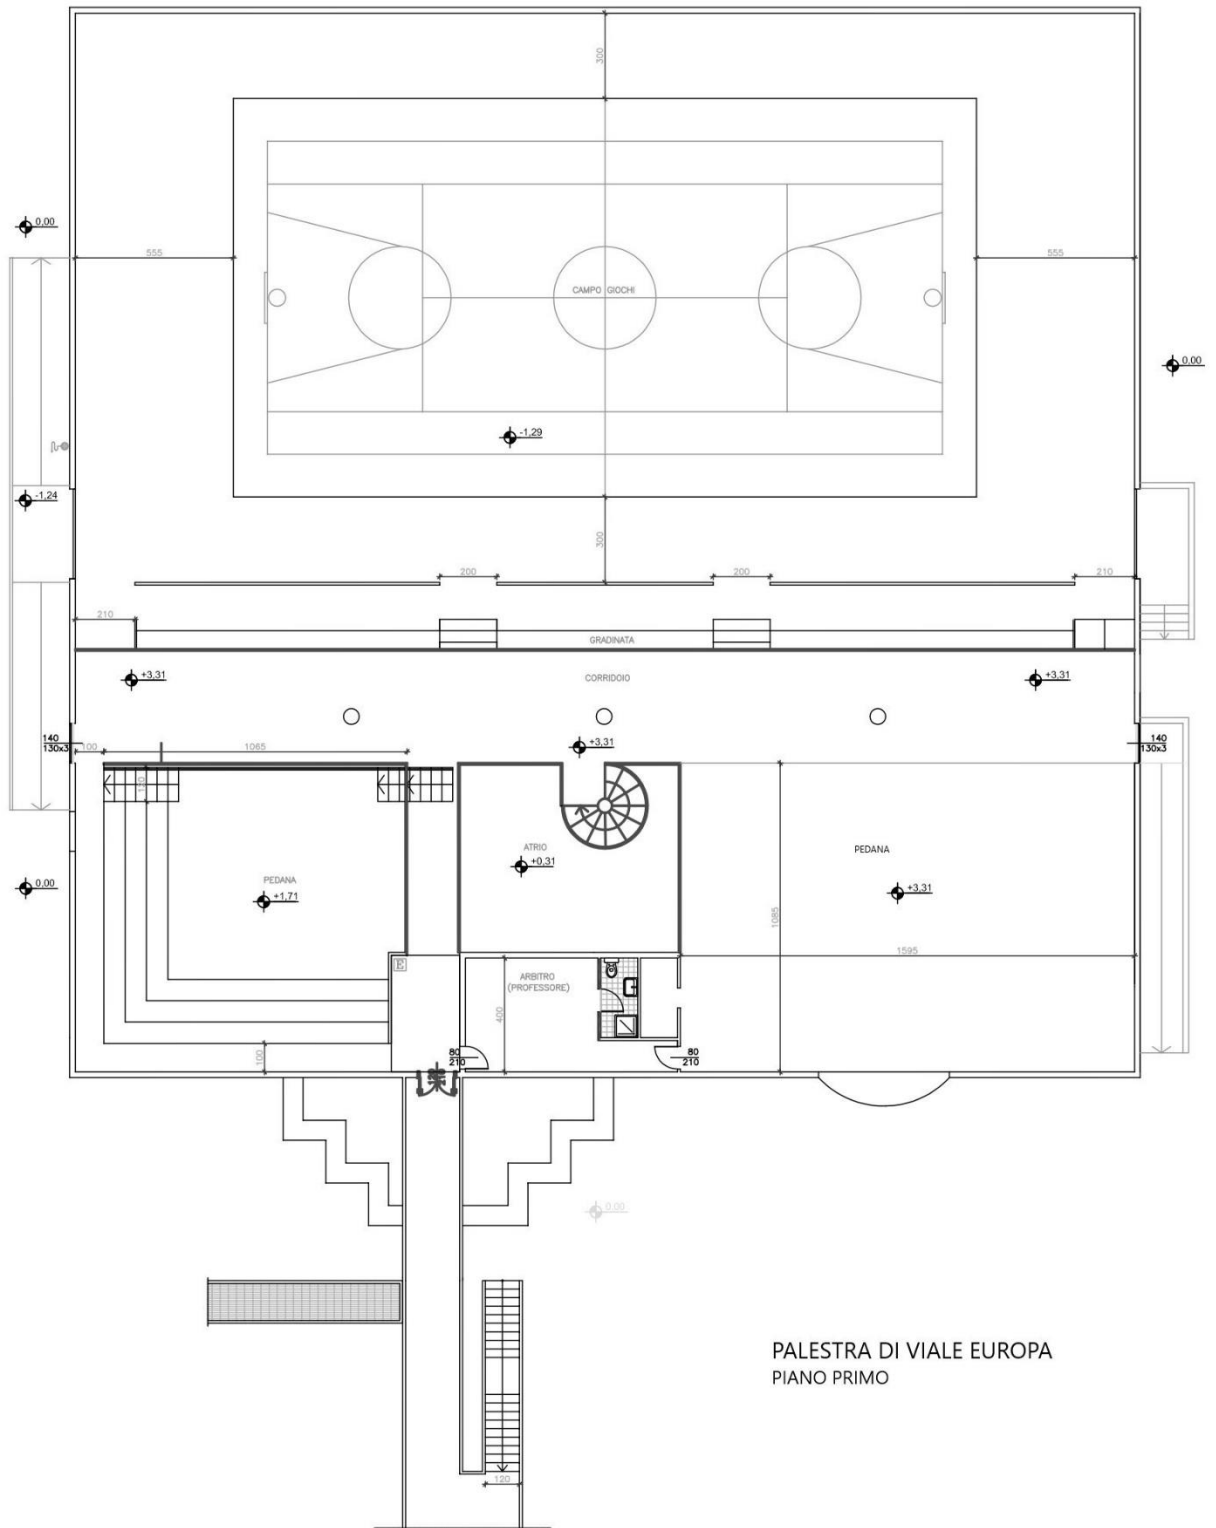 300
0,00
555
555
CAMPO GIOCHI
0,00
-1,29
-1,24
300
200
200
210
210
GRADINATA
+3,31
CORRIDOIO
+3,31
140
130x3
100
1065
+3,31
140
130x3
120
ATRIO
+0,31
PEDANA
PEDANA
+1,71
0,00
+3,31
1085
1595
E
ARBITRO
(PROFESSORE)
400
100
80
210
80
210
120
210
0.00
PALESTRA DI VIALE EUROPA
PIANO PRIMO
120